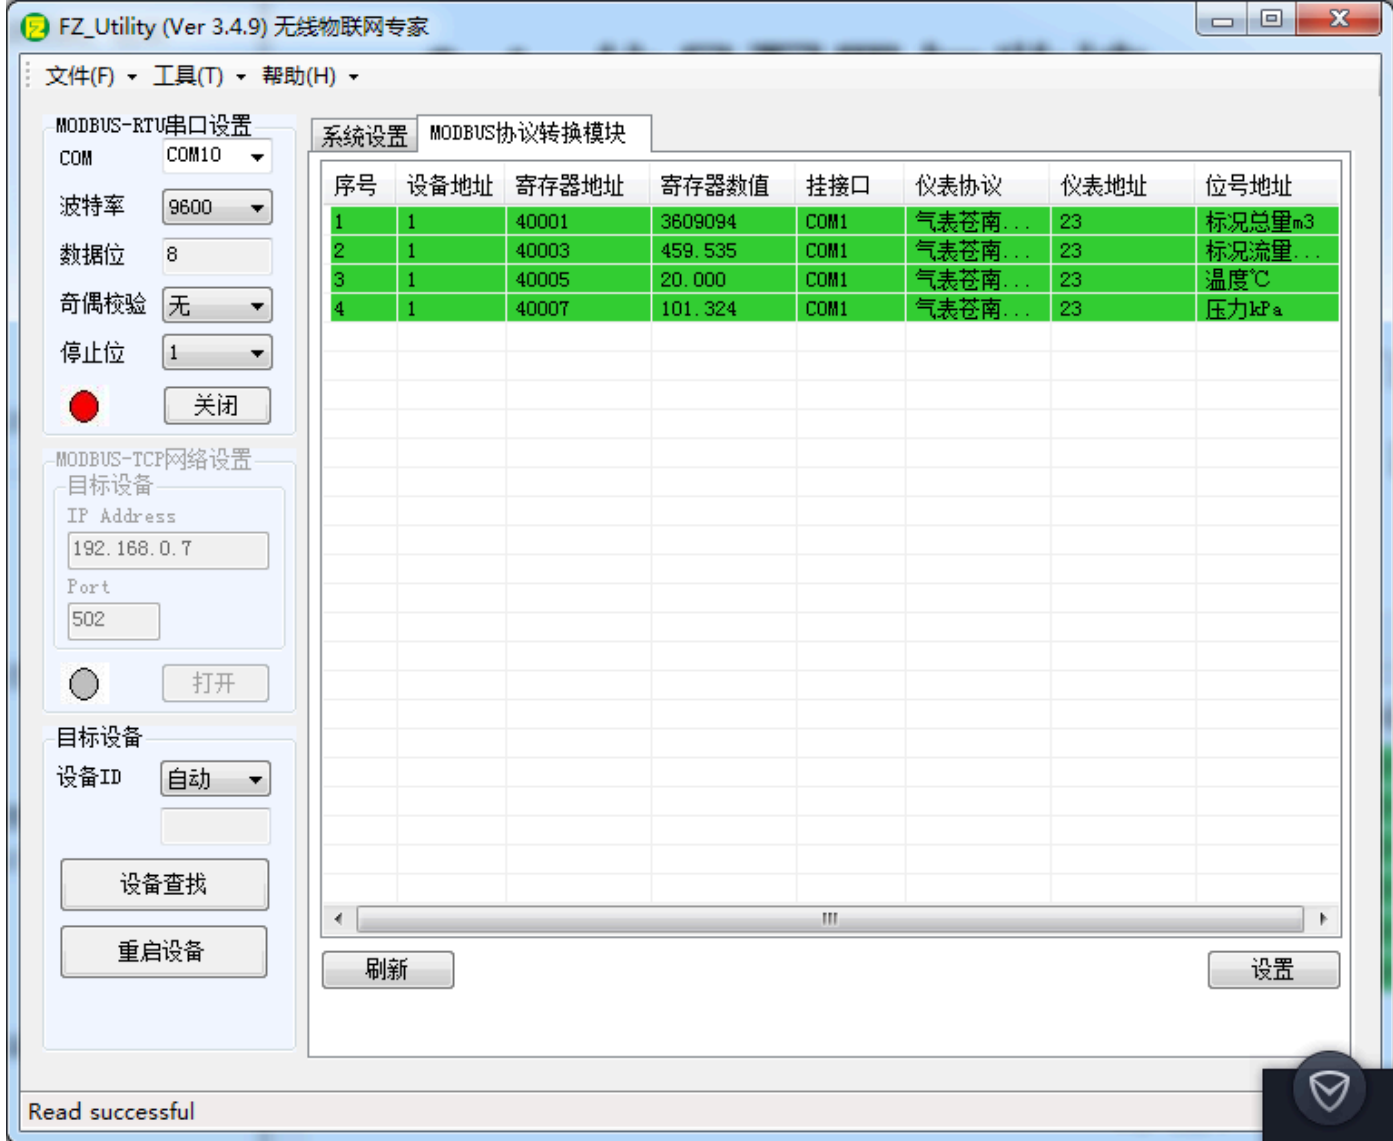 FZ_Utility (Ver 3.4.9) 无线物联网专家
文件(F) 工具(T) 帮助(H)
MODBUS-RTU串口设置
COM COM10
波特率 9600
数据位 8
奇偶校验 无
停止位 1
关闭
MODBUS-TCP网络设置
目标设备
IP Address
192.168.0.7
Port
502
打开
目标设备
设备ID 自动
设备查找
重启设备
系统设置 MODBUS协议转换模块
序号 设备地址 寄存器地址 寄存器数值 挂接口 仪表协议 仪表地址 位号地址
1 1 40001 3609094 COM1 气表苍南... 23 标况总量m3
2 1 40003 459.535 COM1 气表苍南... 23 标况流量...
3 1 40005 20.000 COM1 气表苍南... 23 温度℃
4 1 40007 101.324 COM1 气表苍南... 23 压力kPa
刷新 设置
Read successful